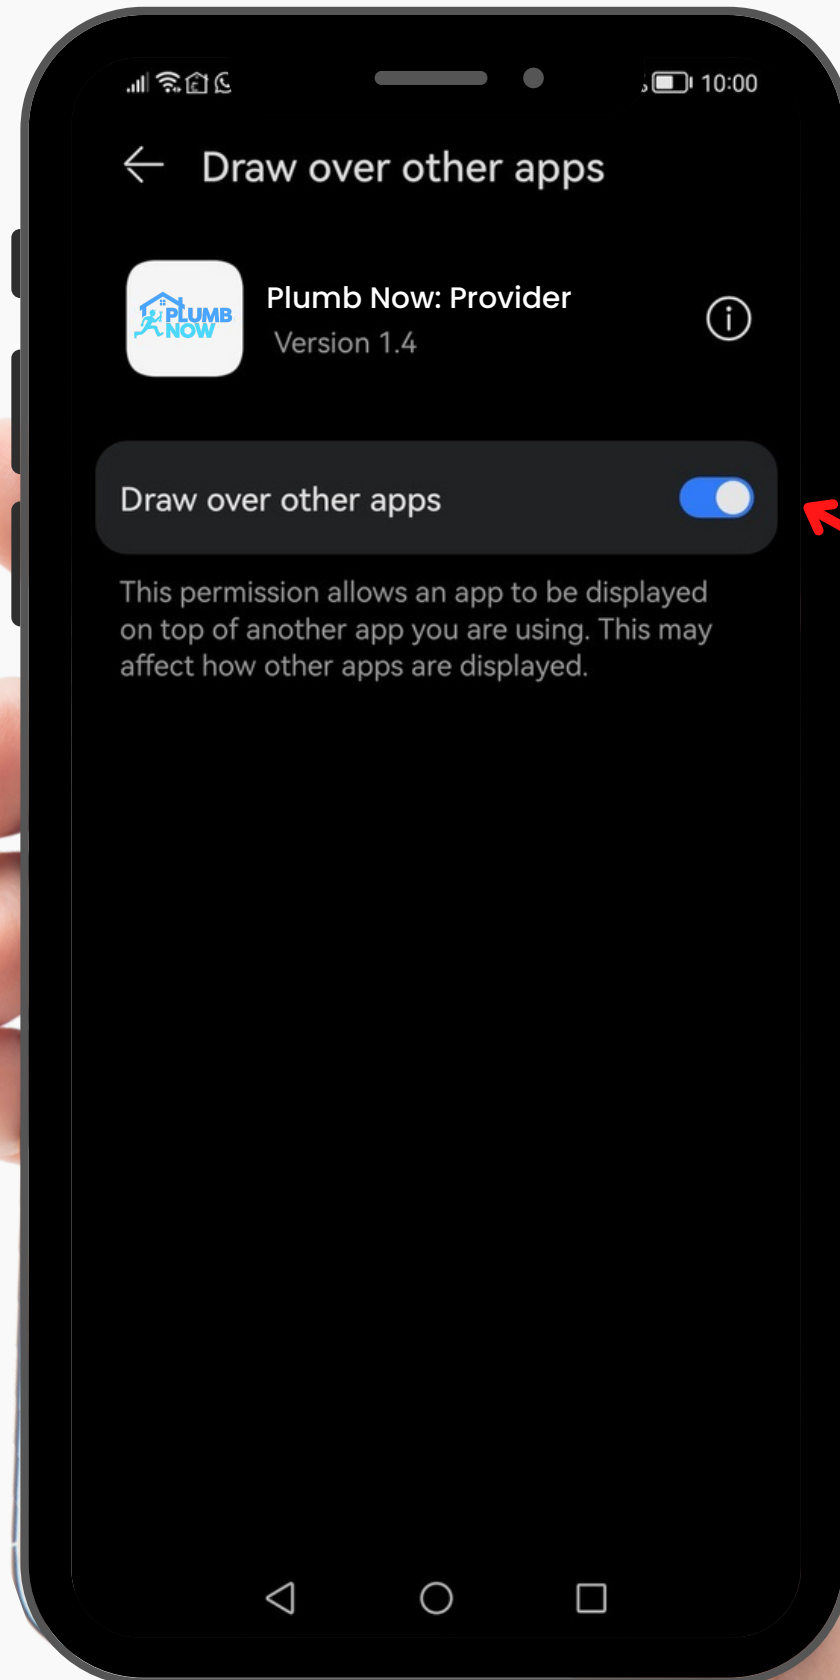 10:00
Draw over other apps
PLUMB
NOW
Plumb Now: Provider
Version 1.4
Draw over other apps
This permission allows an app to be displayed
on top of another app you are using. This may
affect how other apps are displayed.